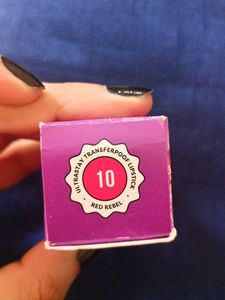 ULTRASTAY TRANSFERPROOF LIPSTICK
10
RED REBEL